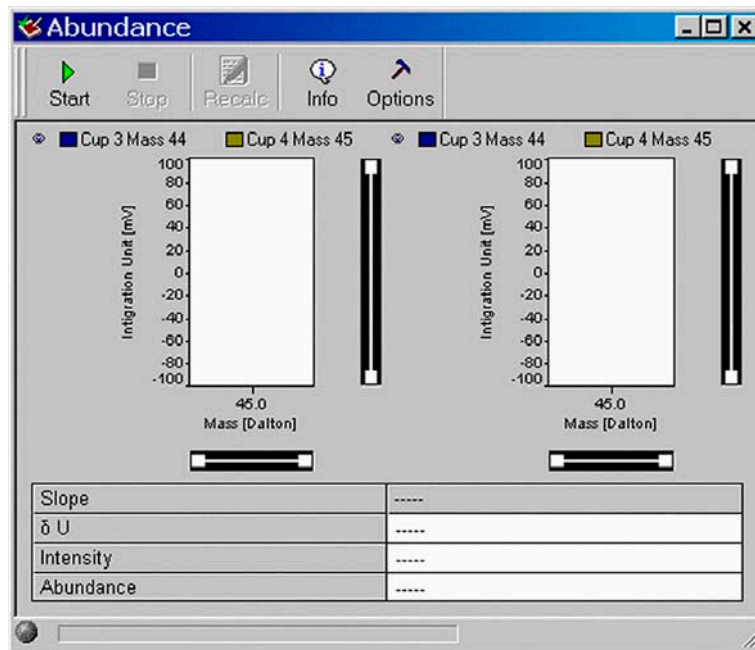 Abundance
Start Stop Recalc Info Options
Cup 3 Mass 44 Cup 4 Mass 45 Cup 3 Mass 44 Cup 4 Mass 45
100 100
80 80
60 60
40 40
20 20
0 0
-20 -20
-40 -40
-60 -60
-80 -80
-100 -100
Intigration Unit [mV] Intigration Unit [mV]
45.0 45.0
Mass [Dalton] Mass [Dalton]
Slope -----
δ U -----
Intensity -----
Abundance -----